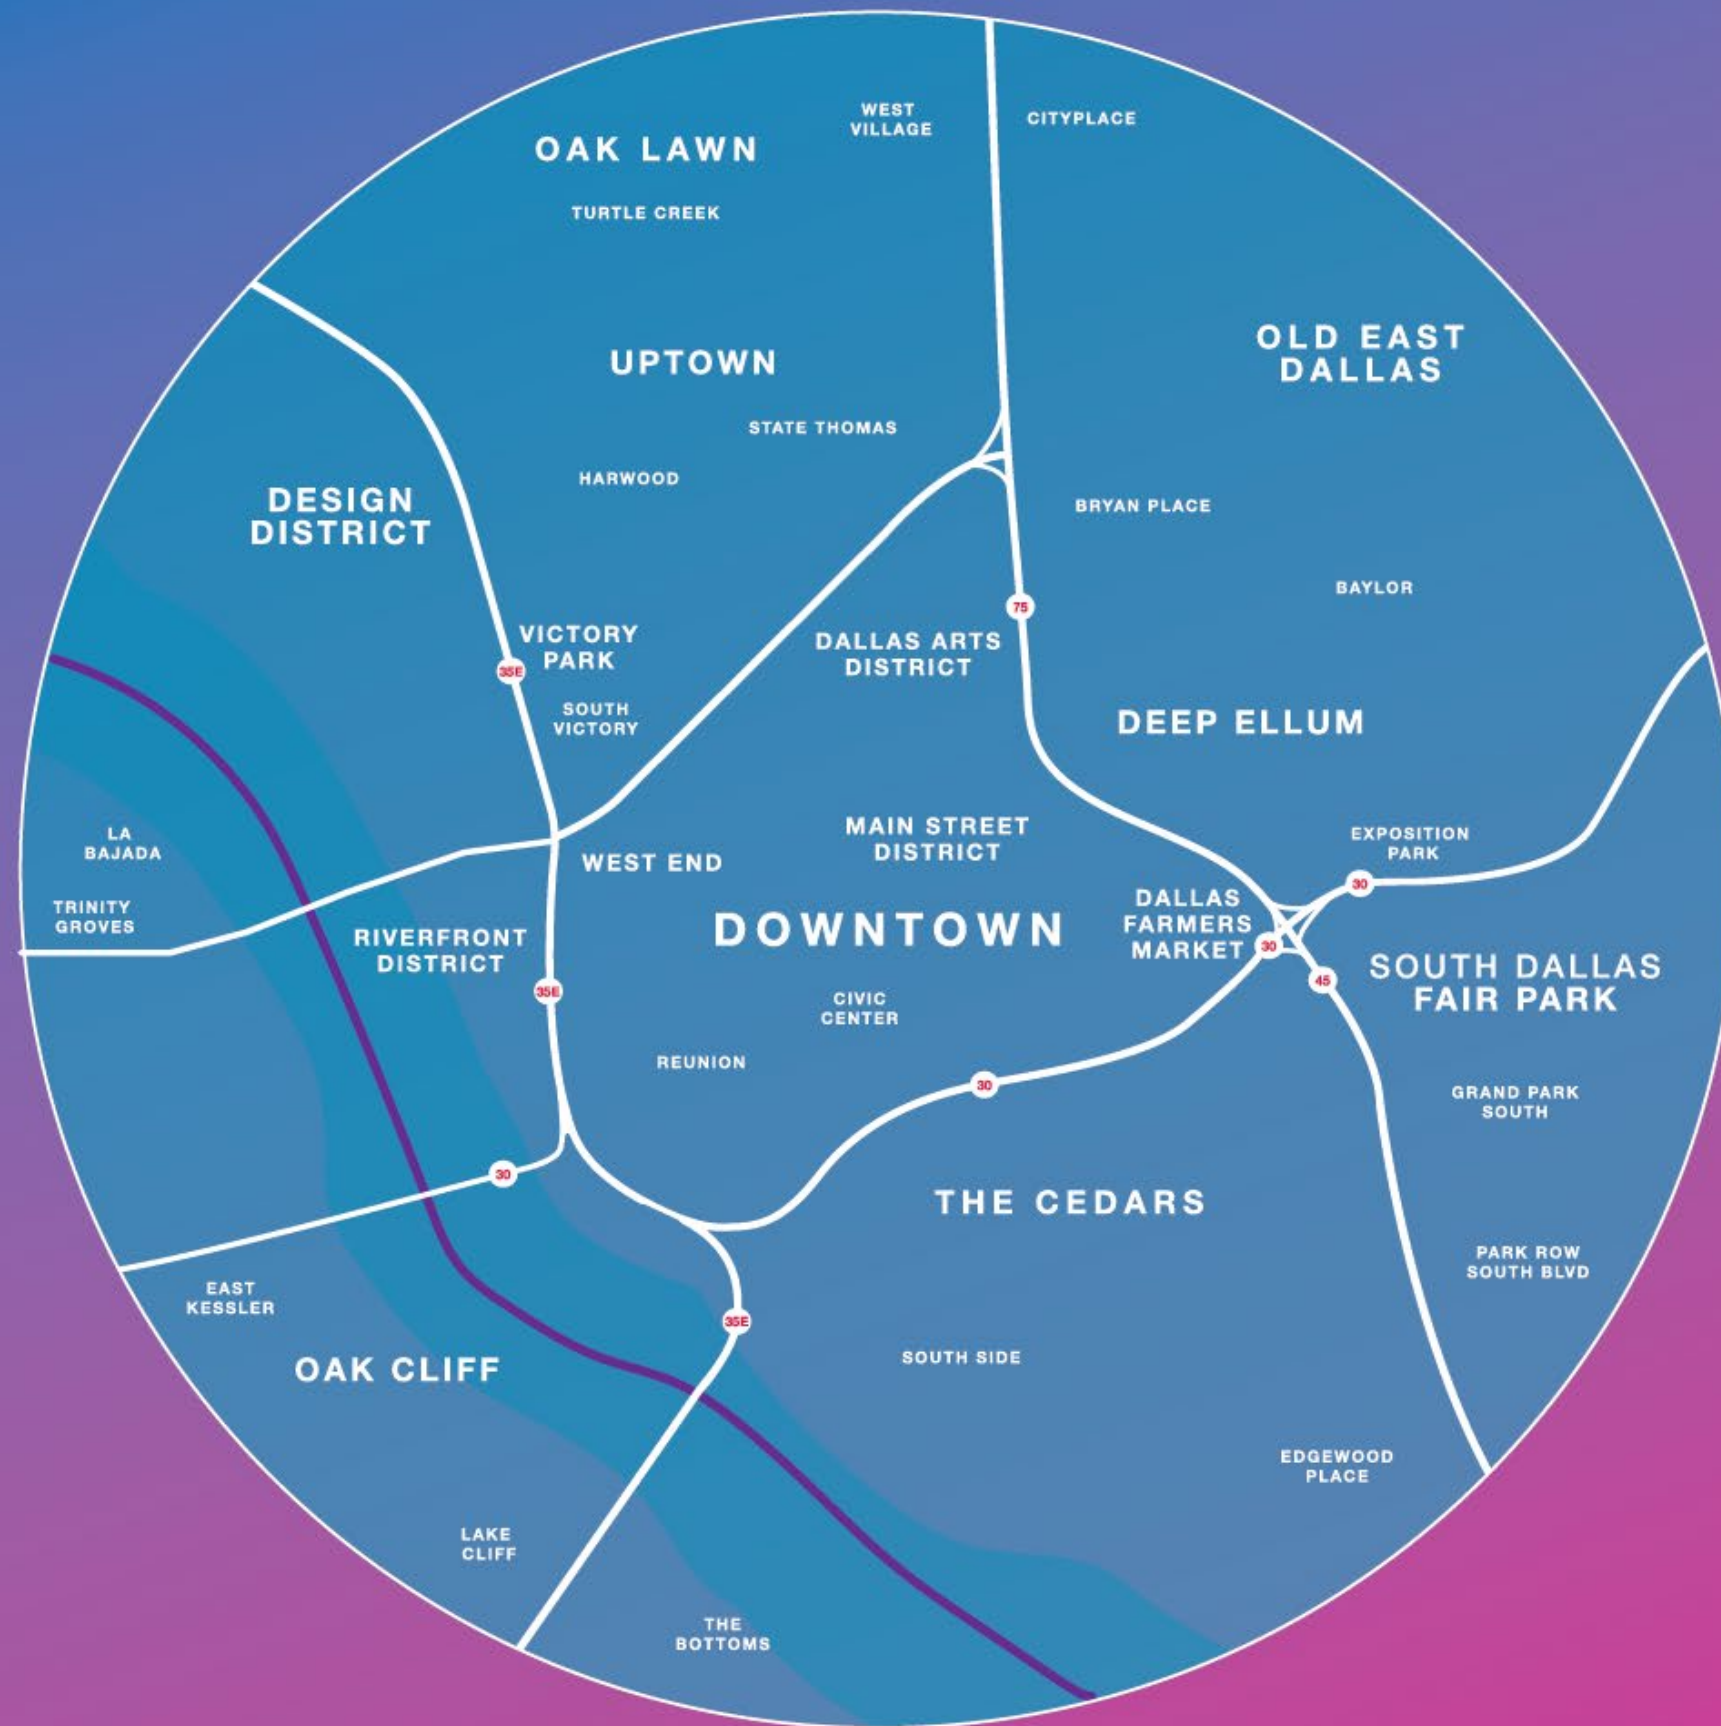 WEST
VILLAGE
CITYPLACE
OAK LAWN
TURTLE CREEK
OLD EAST
DALLAS
UPTOWN
STATE THOMAS
HARWOOD
DESIGN
DISTRICT
BRYAN PLACE
BAYLOR
75
VICTORY
PARK
35E
DALLAS ARTS
DISTRICT
SOUTH
VICTORY
DEEP ELLUM
LA
BAJADA
MAIN STREET
DISTRICT
EXPOSITION
PARK
WEST END
30
TRINITY
GROVES
DALLAS
FARMERS
MARKET
30
DOWNTOWN
RIVERFRONT
DISTRICT
SOUTH DALLAS
FAIR PARK
45
35E
CIVIC
CENTER
REUNION
30
GRAND PARK
SOUTH
30
THE CEDARS
PARK ROW
SOUTH BLVD
EAST
KESSLER
35E
OAK CLIFF
SOUTH SIDE
EDGEWOOD
PLACE
LAKE
CLIFF
THE
BOTTOMS